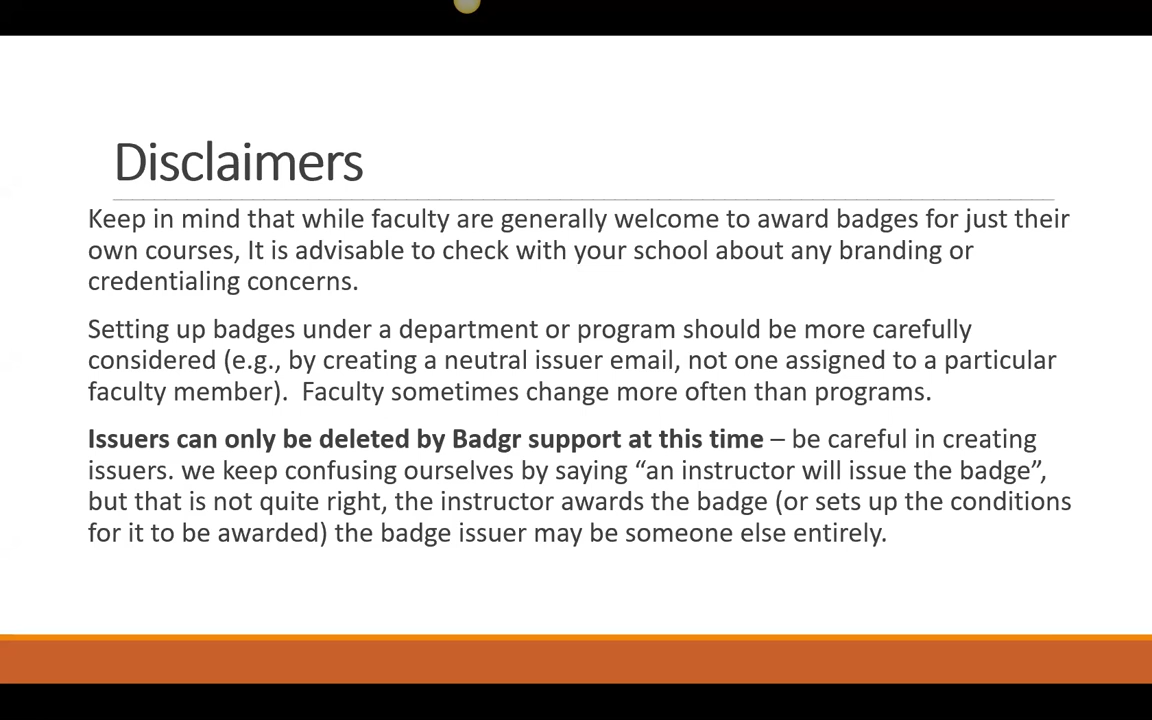 Disclaimers
Keep in mind that while faculty are generally welcome to award badges for just their
own courses, It is advisable to check with your school about any branding or
credentialing concerns.
Setting up badges under a department or program should be more carefully
considered (e.g., by creating a neutral issuer email, not one assigned to a particular
faculty member).  Faculty sometimes change more often than programs.
Issuers can only be deleted by Badgr support at this time – be careful in creating
issuers. we keep confusing ourselves by saying “an instructor will issue the badge”,
but that is not quite right, the instructor awards the badge (or sets up the conditions
for it to be awarded) the badge issuer may be someone else entirely.